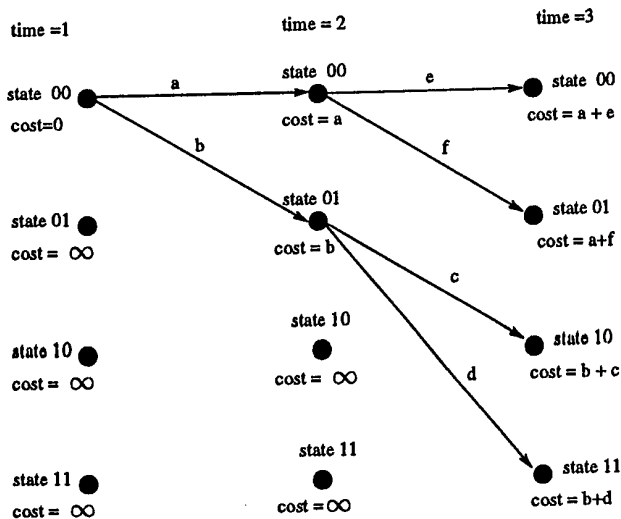 time =1
time = 2
time =3
state 00
cost=0
a
state 00
cost = a
e
state 00
cost = a + e
b
f
state 01
cost = ∞
state 01
cost = b
state 01
cost = a+f
c
state 10
cost = ∞
state 10
cost = ∞
d
state 10
cost = b + c
state 11
cost = ∞
state 11
cost =∞
state 11
cost = b+d